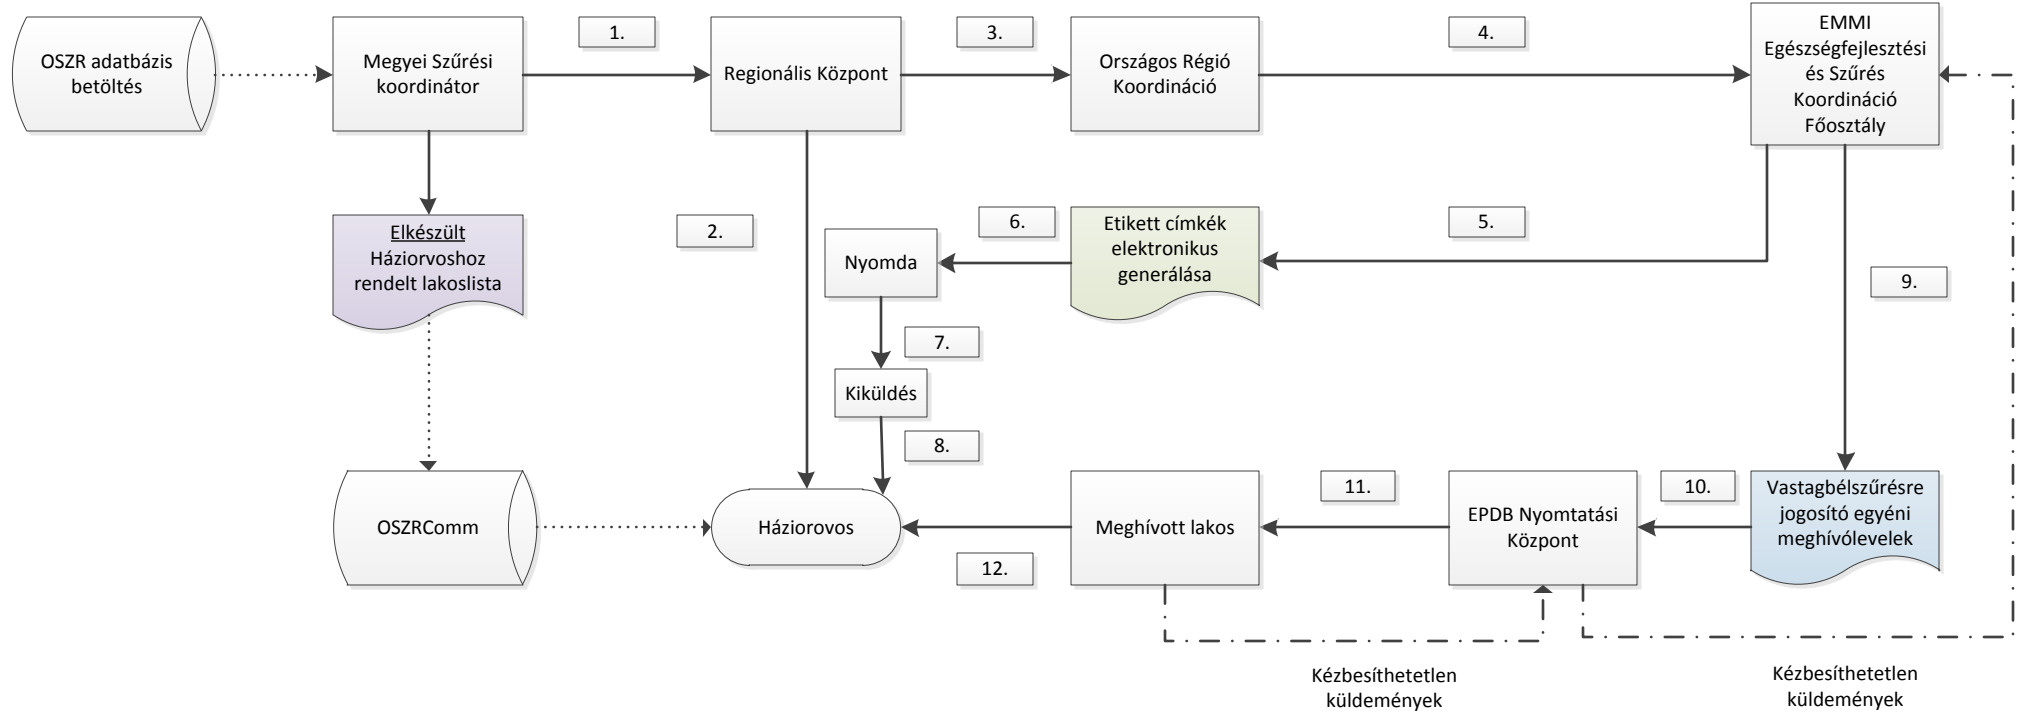 OSZR adatbázis
betöltés
Megyei Szűrési
koordinátor
1.
Regionális Központ
3.
Országos Régió
Koordináció
4.
EMMI
Egészségfejlesztési
és Szűrés
Koordináció
Főosztály
Elkészült
Háziorvoshoz
rendelt lakoslista
2.
Nyomda
6.
Etikett címkék
elektronikus
generálása
5.
9.
7.
Kiküldés
8.
OSZRComm
Háziorovos
12.
Meghívott lakos
11.
EPDB Nyomtatási
Központ
10.
Vastagbélszűrésre
jogosító egyéni
meghívólevelek
Kézbesíthetetlen
küldemények
Kézbesíthetetlen
küldemények